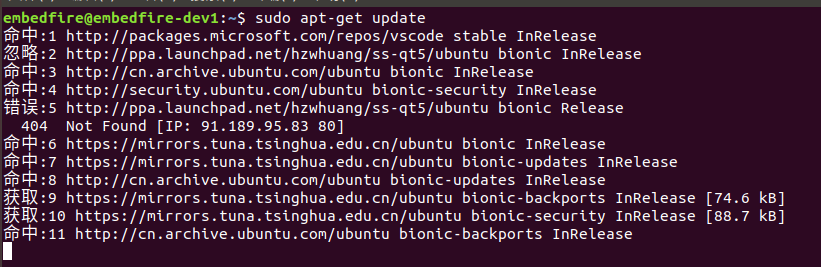 embedfire@embedfire-dev1:~$ sudo apt-get update
命中:1 http://packages.microsoft.com/repos/vscode stable InRelease
忽略:2 http://ppa.launchpad.net/hzwhuang/ss-qt5/ubuntu bionic InRelease
命中:3 http://cn.archive.ubuntu.com/ubuntu bionic InRelease
命中:4 http://security.ubuntu.com/ubuntu bionic-security InRelease
错误:5 http://ppa.launchpad.net/hzwhuang/ss-qt5/ubuntu bionic Release
404  Not Found [IP: 91.189.95.83 80]
命中:6 https://mirrors.tuna.tsinghua.edu.cn/ubuntu bionic InRelease
命中:7 https://mirrors.tuna.tsinghua.edu.cn/ubuntu bionic-updates InRelease
命中:8 http://cn.archive.ubuntu.com/ubuntu bionic-updates InRelease
获取:9 https://mirrors.tuna.tsinghua.edu.cn/ubuntu bionic-backports InRelease [74.6 kB]
获取:10 https://mirrors.tuna.tsinghua.edu.cn/ubuntu bionic-security InRelease [88.7 kB]
命中:11 http://cn.archive.ubuntu.com/ubuntu bionic-backports InRelease